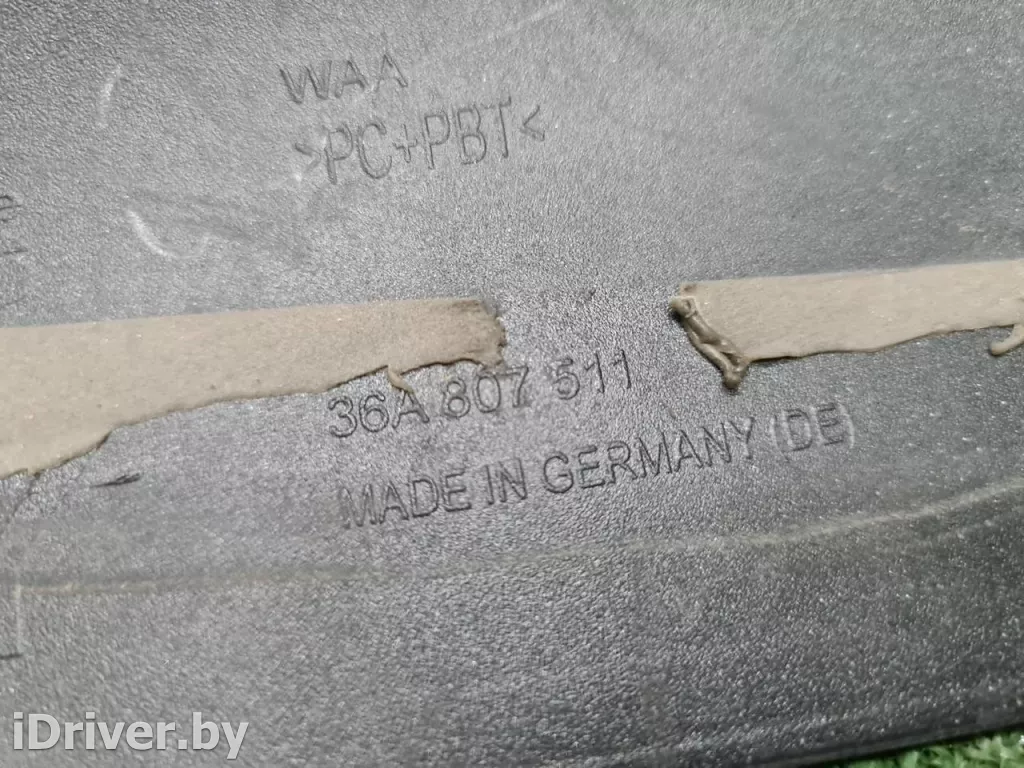 WAA
>PC+PBT<
36A 807 511
MADE IN GERMANY (DE)
iDriver.by